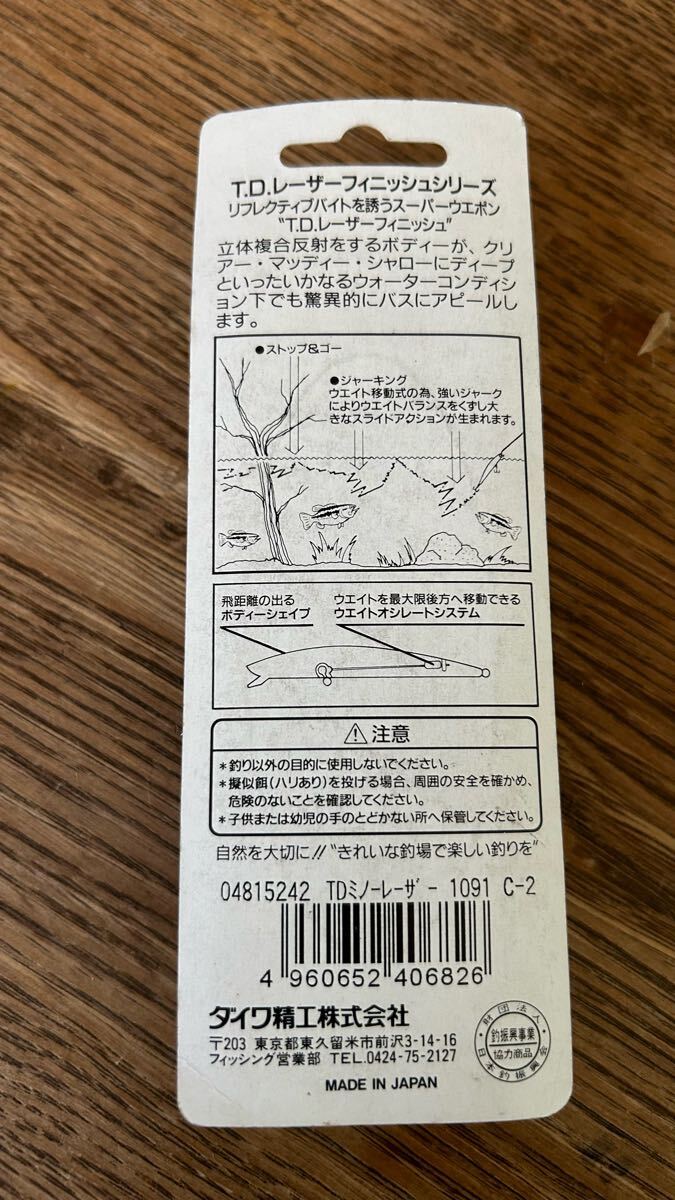 T.D.レーザーフィニッシュシリーズ
リフレクティブバイトを誘うスーパーウエポン
"T.D.レーザーフィニッシュ"
立体複合反射をするボディーが、クリ
アー・マッディー・シャローにディープ
といったいかなるウォーターコンディシ
ョン下でも驚異的にバスにアピールし
ます。
●ストップ&ゴー
●ジャーキング
ウエイト移動式の為、強いジャーク
によりウエイトバランスをくずし大
きなスライドアクションが生まれます。
飛距離の出る
ボディーシェイプ
ウエイトを最大限後方へ移動できる
ウエイトオシレートシステム
⚠注意
*釣り以外の目的に使用しないでください。
*擬似餌(ハリあり)を投げる場合、周囲の安全を確かめ、
危険のないことを確認してください。
*子供または幼児の手のとどかない所へ保管してください。
自然を大切に!! "きれいな釣場で楽しい釣りを"
04815242 TDミノーレーザー 1091 C-2
4 960652 406826
ダイワ精工株式会社
〒203 東京都東久留米市前沢3-14-16
フィッシング営業部 TEL.0424-75-2127
MADE IN JAPAN
財団法人
釣振興事業
協力商品
日本釣振興会